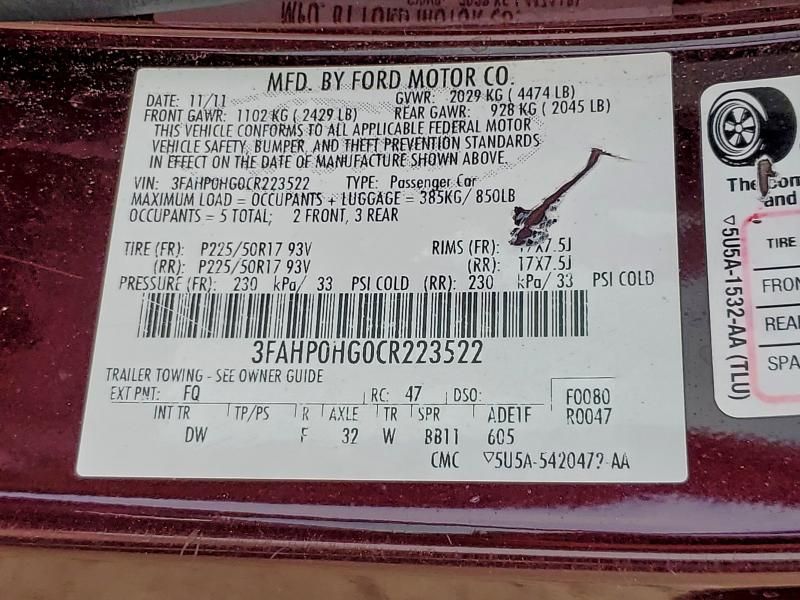 MFD. BY FORD MOTOR CO.
DATE: 11/11 GVWR: 2029 KG ( 4474 LB)
FRONT GAWR: 1102 KG ( 2429 LB) REAR GAWR: 928 KG ( 2045 LB)
THIS VEHICLE CONFORMS TO ALL APPLICABLE FEDERAL MOTOR
VEHICLE SAFETY, BUMPER, AND THEFT PREVENTION STANDARDS
IN EFFECT ON THE DATE OF MANUFACTURE SHOWN ABOVE.
VIN: 3FAHP0HG0CR223522 TYPE: Passenger Car
MAXIMUM LOAD = OCCUPANTS + LUGGAGE = 385KG/ 850LB
OCCUPANTS = 5 TOTAL; 2 FRONT, 3 REAR
TIRE (FR): P225/50R17 93V RIMS (FR): 17X7.5J
(RR): P225/50R17 93V (RR): 17X7.5J
PRESSURE (FR): 230 kPa/ 33 PSI COLD (RR): 230 kPa/ 33 PSI COLD
3FAHP0HG0CR223522
TRAILER TOWING - SEE OWNER GUIDE
EXT PNT: FQ RC: 47 DSO: F0080
INT TR TP/PS R AXLE TR SPR ADE1F R0047
DW F 32 W BB11 605
CMC ▽5U5A-5420472-AA
and
▽5U5A-1532-AA (TLU)
TIRE